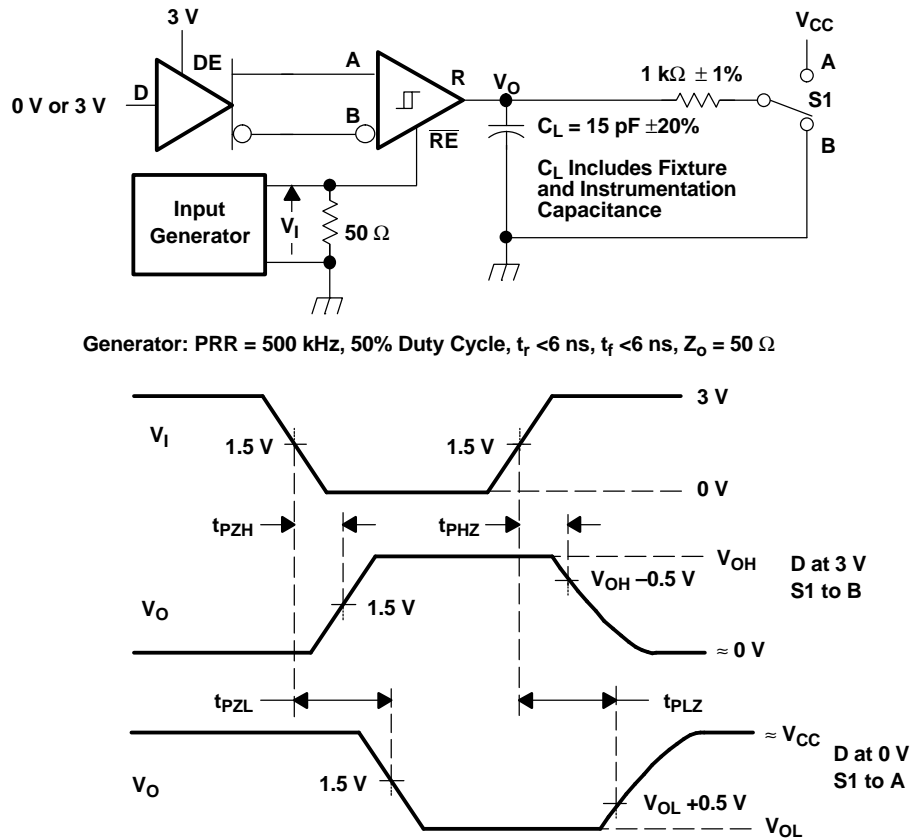 3 V
V_CC
DE
A
R
V_O
1 kΩ ± 1%
A
0 V or 3 V
D
S1
B
RE
C_L = 15 pF ±20%
B
C_L Includes Fixture
and Instrumentation
Capacitance
Input
Generator
V_I
50 Ω
Generator: PRR = 500 kHz, 50% Duty Cycle, t_r <6 ns, t_f <6 ns, Z_o = 50 Ω
3 V
V_I
1.5 V
1.5 V
0 V
t_PZH
t_PHZ
V_OH
D at 3 V
S1 to B
V_OH –0.5 V
V_O
1.5 V
≈ 0 V
t_PZL
t_PLZ
≈ V_CC
D at 0 V
S1 to A
V_O
1.5 V
V_OL +0.5 V
V_OL